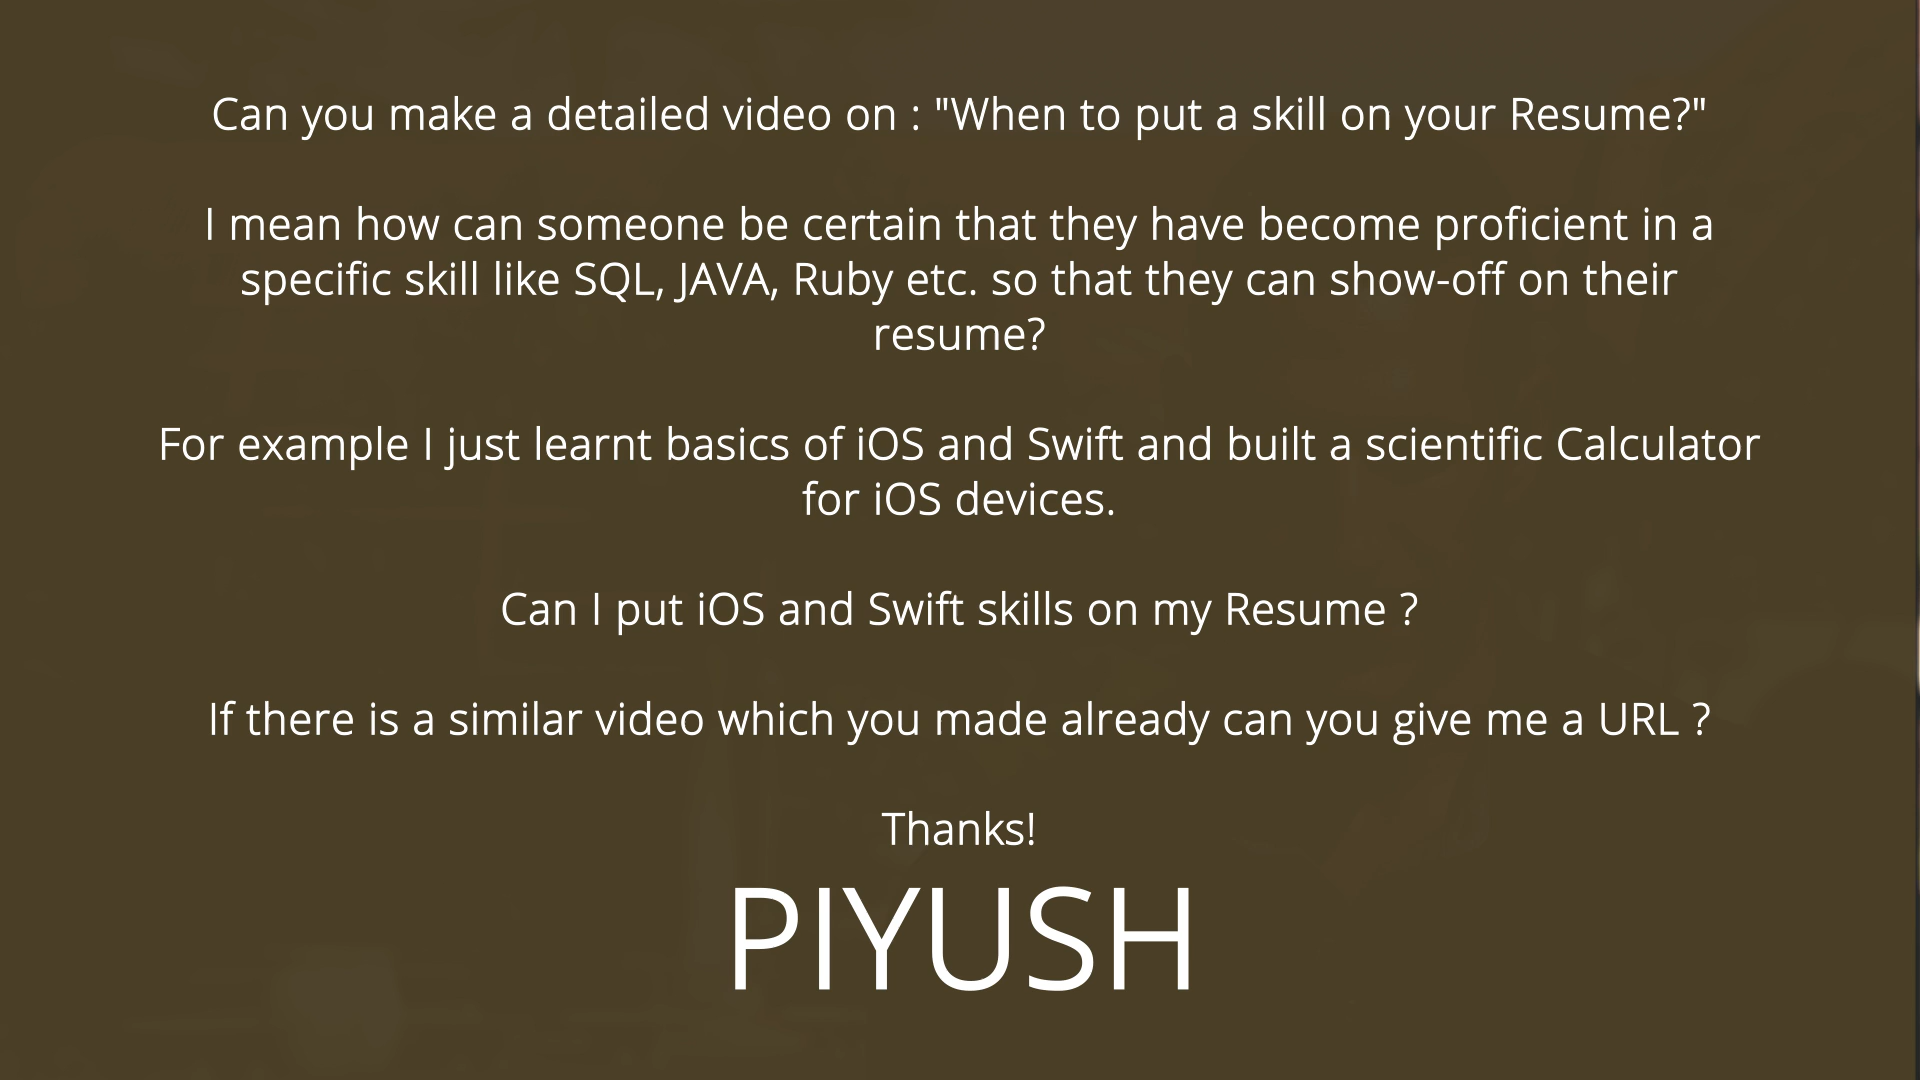 Can you make a detailed video on : "When to put a skill on your Resume?"
I mean how can someone be certain that they have become proficient in a
specific skill like SQL, JAVA, Ruby etc. so that they can show-off on their
resume?
For example I just learnt basics of iOS and Swift and built a scientific Calculator
for iOS devices.
Can I put iOS and Swift skills on my Resume ?
If there is a similar video which you made already can you give me a URL ?
Thanks!
PIYUSH